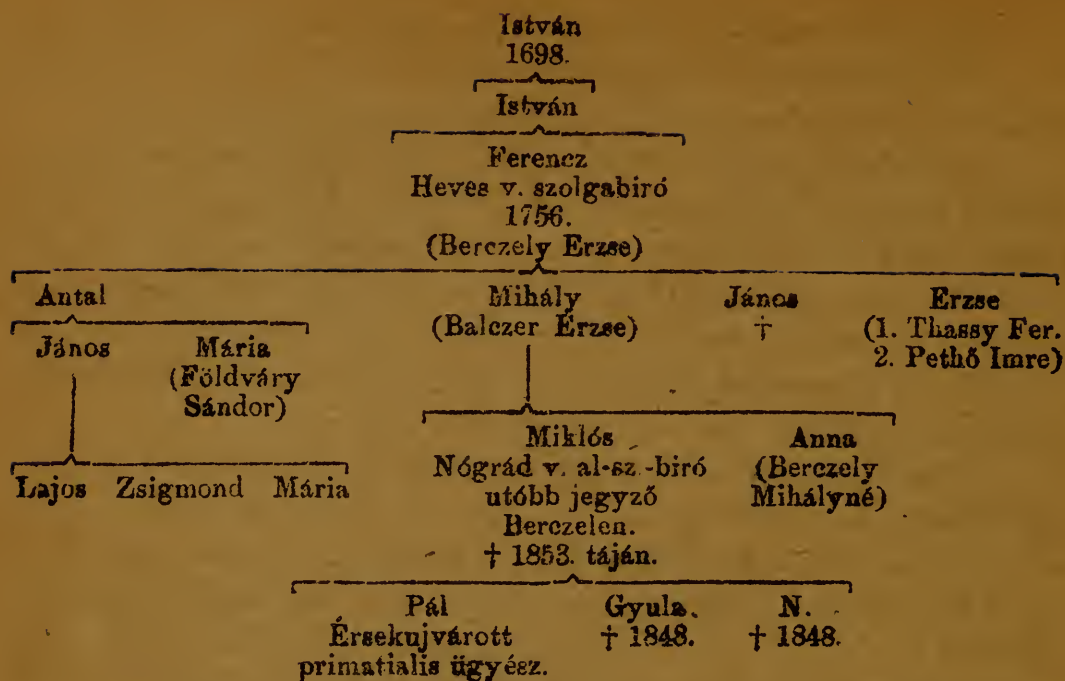 István
1698.
István
Ferencz
Heves v. szolgabiró
1756.
(Berczely Erzse)
Antal Mihály János Erzse
(Balczer Érzse) † (1. Thassy Fer.
János Mária 2. Pethő Imre)
(Földváry
Sándor)
Miklós Anna
Nógrád v. al-sz.-biró (Berczely
Lajos Zsigmond Mária utóbb jegyző Mihályné)
Berczelen.
† 1853. táján.
Pál Gyula. N.
Érsekujvárott † 1848. † 1848.
primatialis ügyész.